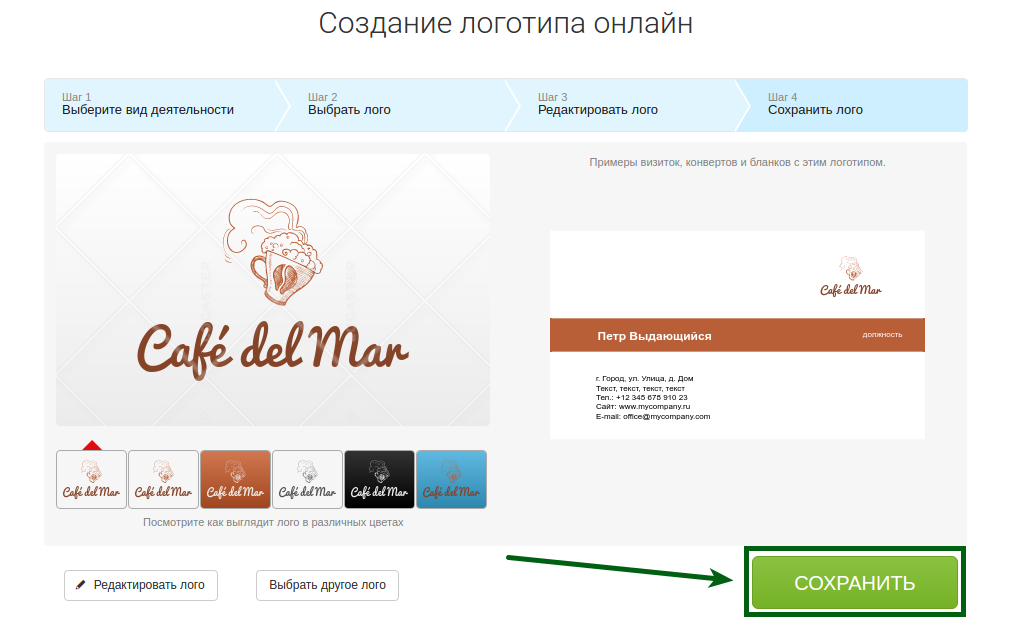 Создание логотипа онлайн
Шаг 1
Выберите вид деятельности
Шаг 2
Выбрать лого
Шаг 3
Редактировать лого
Шаг 4
Сохранить лого
Café del Mar
Примеры визиток, конвертов и бланков с этим логотипом.
Café del Mar
Петр Выдающийся
должность
г. Город, ул. Улица, д. Дом
Текст, текст, текст, текст
Тел.: +12 345 678 910 23
Сайт: www.mycompany.ru
E-mail: office@mycompany.com
Café del Mar
Café del Mar
Café del Mar
Café del Mar
Café del Mar
Café del Mar
Посмотрите как выглядит лого в различных цветах
Редактировать лого
Выбрать другое лого
СОХРАНИТЬ